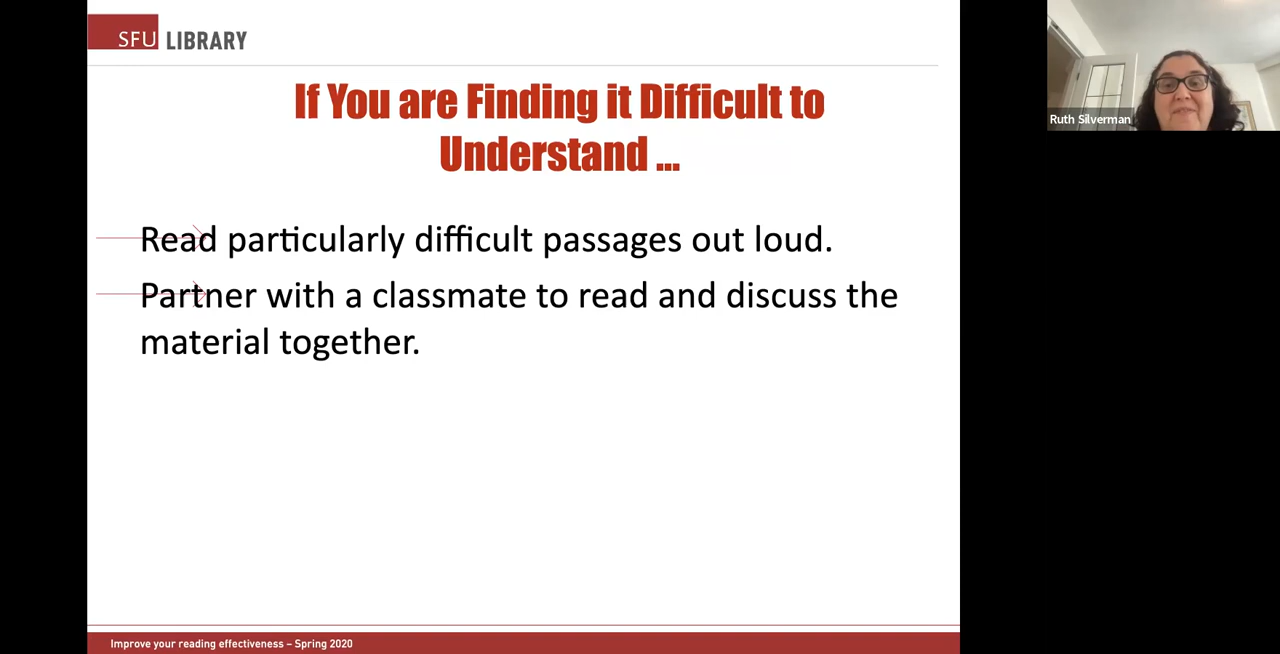 SFU LIBRARY
If You are Finding it Difficult to
Understand ...
Read particularly difficult passages out loud.
Partner with a classmate to read and discuss the
material together.
Improve your reading effectiveness – Spring 2020
Ruth Silverman